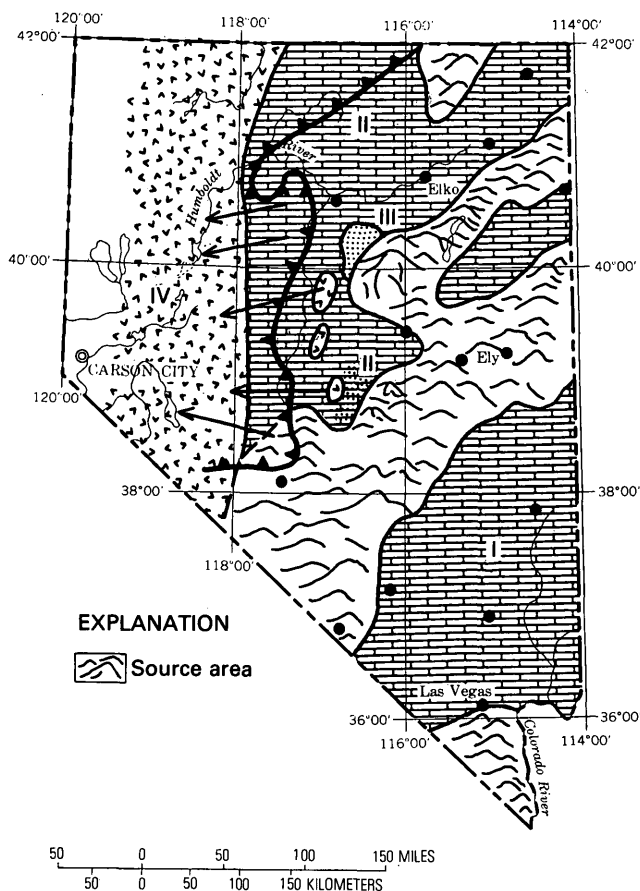 120°00'
118°00'
116°00'
114°00'
42°00'
42°00'
II
River
Elko
Humboldt
III
40°00'
40°00'
IV
CARSON CITY
II
Ely
120°00'
38°00'
38°00'
118°00'
I
EXPLANATION
Source area
Las Vegas
36°00'
36°00'
116°00'
114°00'
Colorado River
50 0 50 100 150 MILES
50 0 50 100 150 KILOMETERS